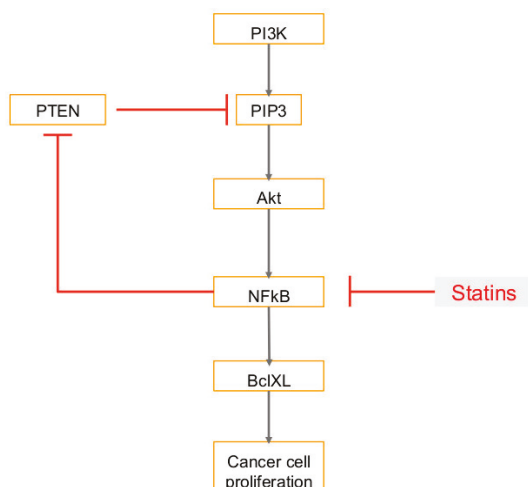 PI3K
PTEN
PIP3
Akt
NFkB
Statins
BclXL
Cancer cell
proliferation